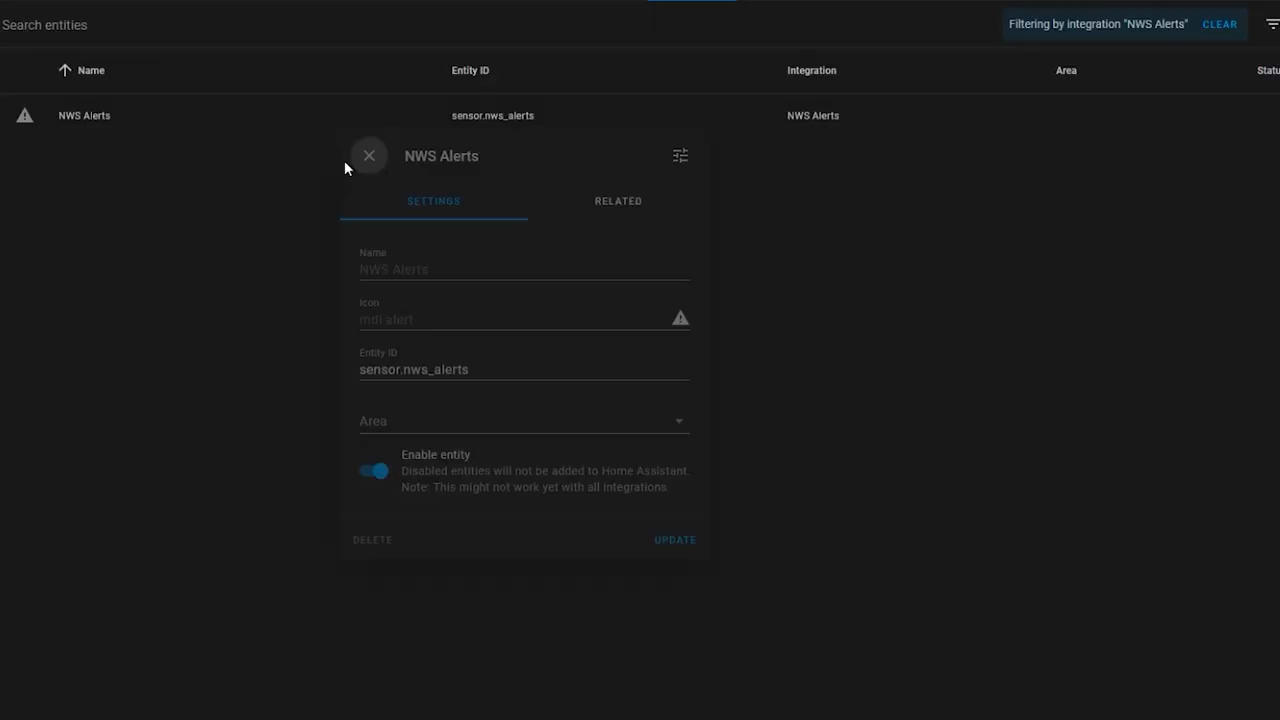 Search entities
Filtering by integration "NWS Alerts" CLEAR
Name Entity ID Integration Area Statu
NWS Alerts sensor.nws_alerts NWS Alerts
NWS Alerts
SETTINGS RELATED
Name
NWS Alerts
Icon
mdi alert
Entity ID
sensor.nws_alerts
Area
Enable entity
Disabled entities will not be added to Home Assistant.
Note: This might not work yet with all integrations.
DELETE UPDATE